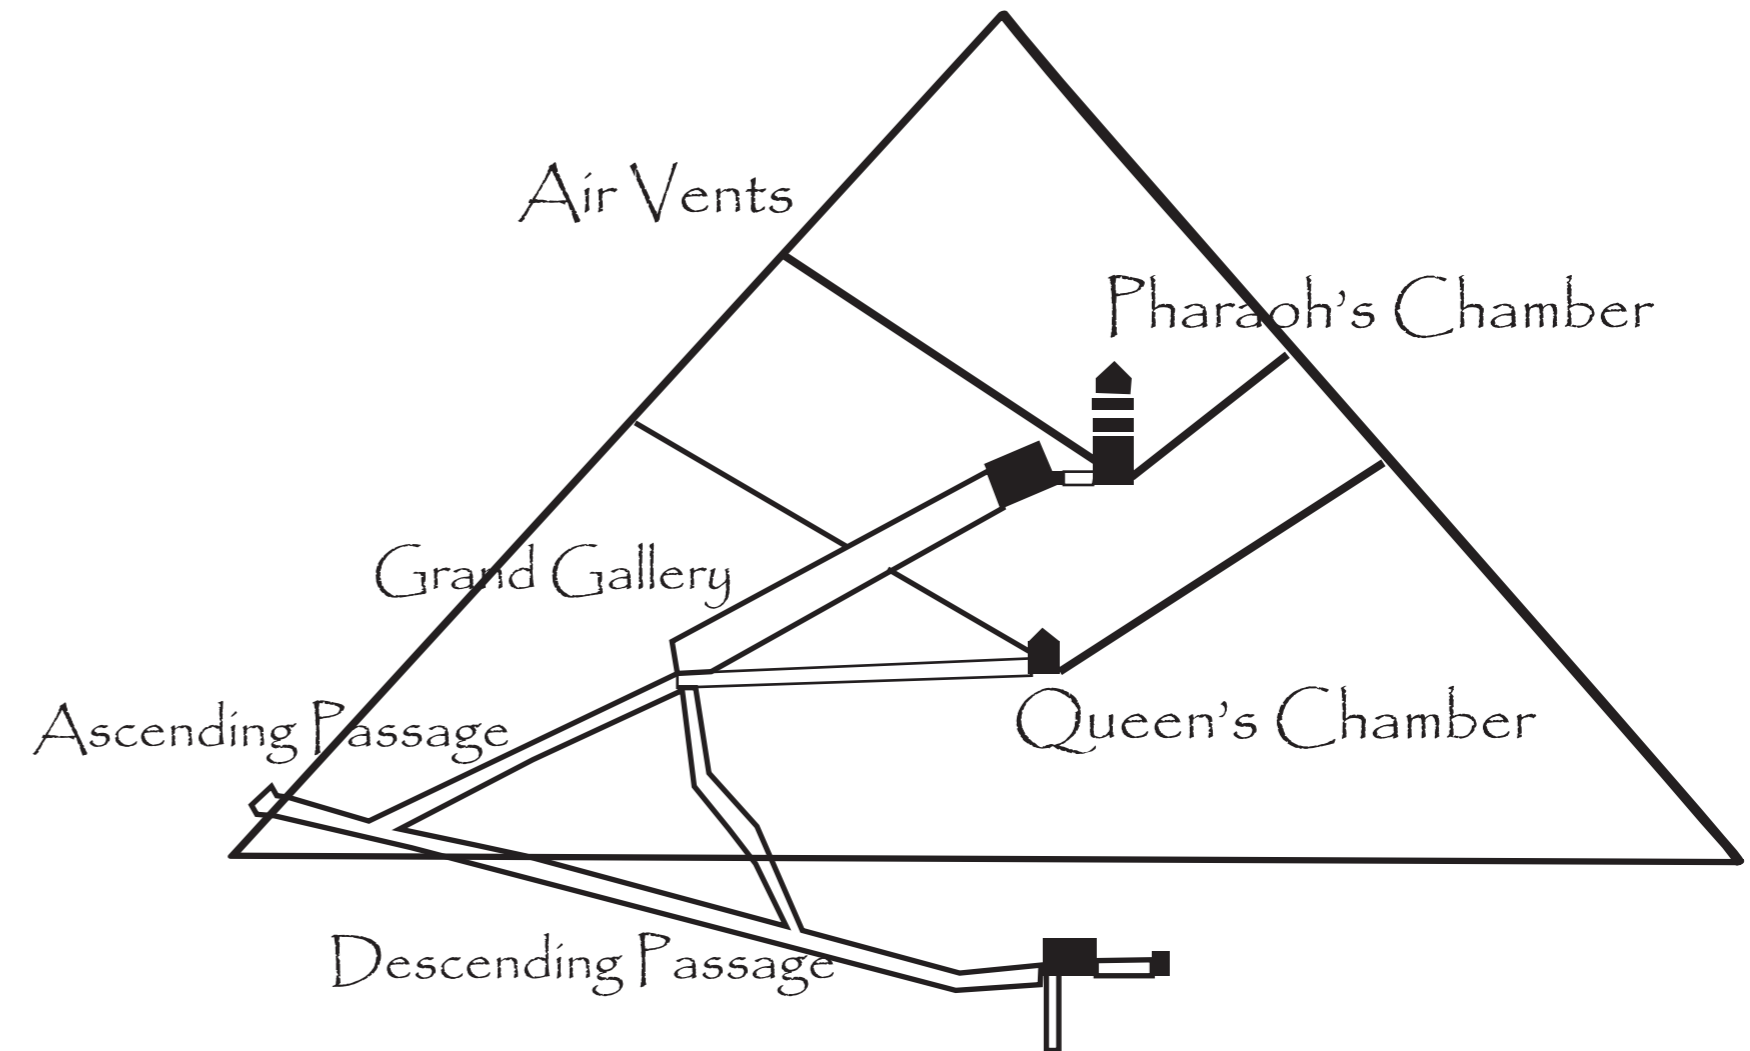 Air Vents
Pharaoh's Chamber
Grand Gallery
Ascending Passage
Queen's Chamber
Descending Passage